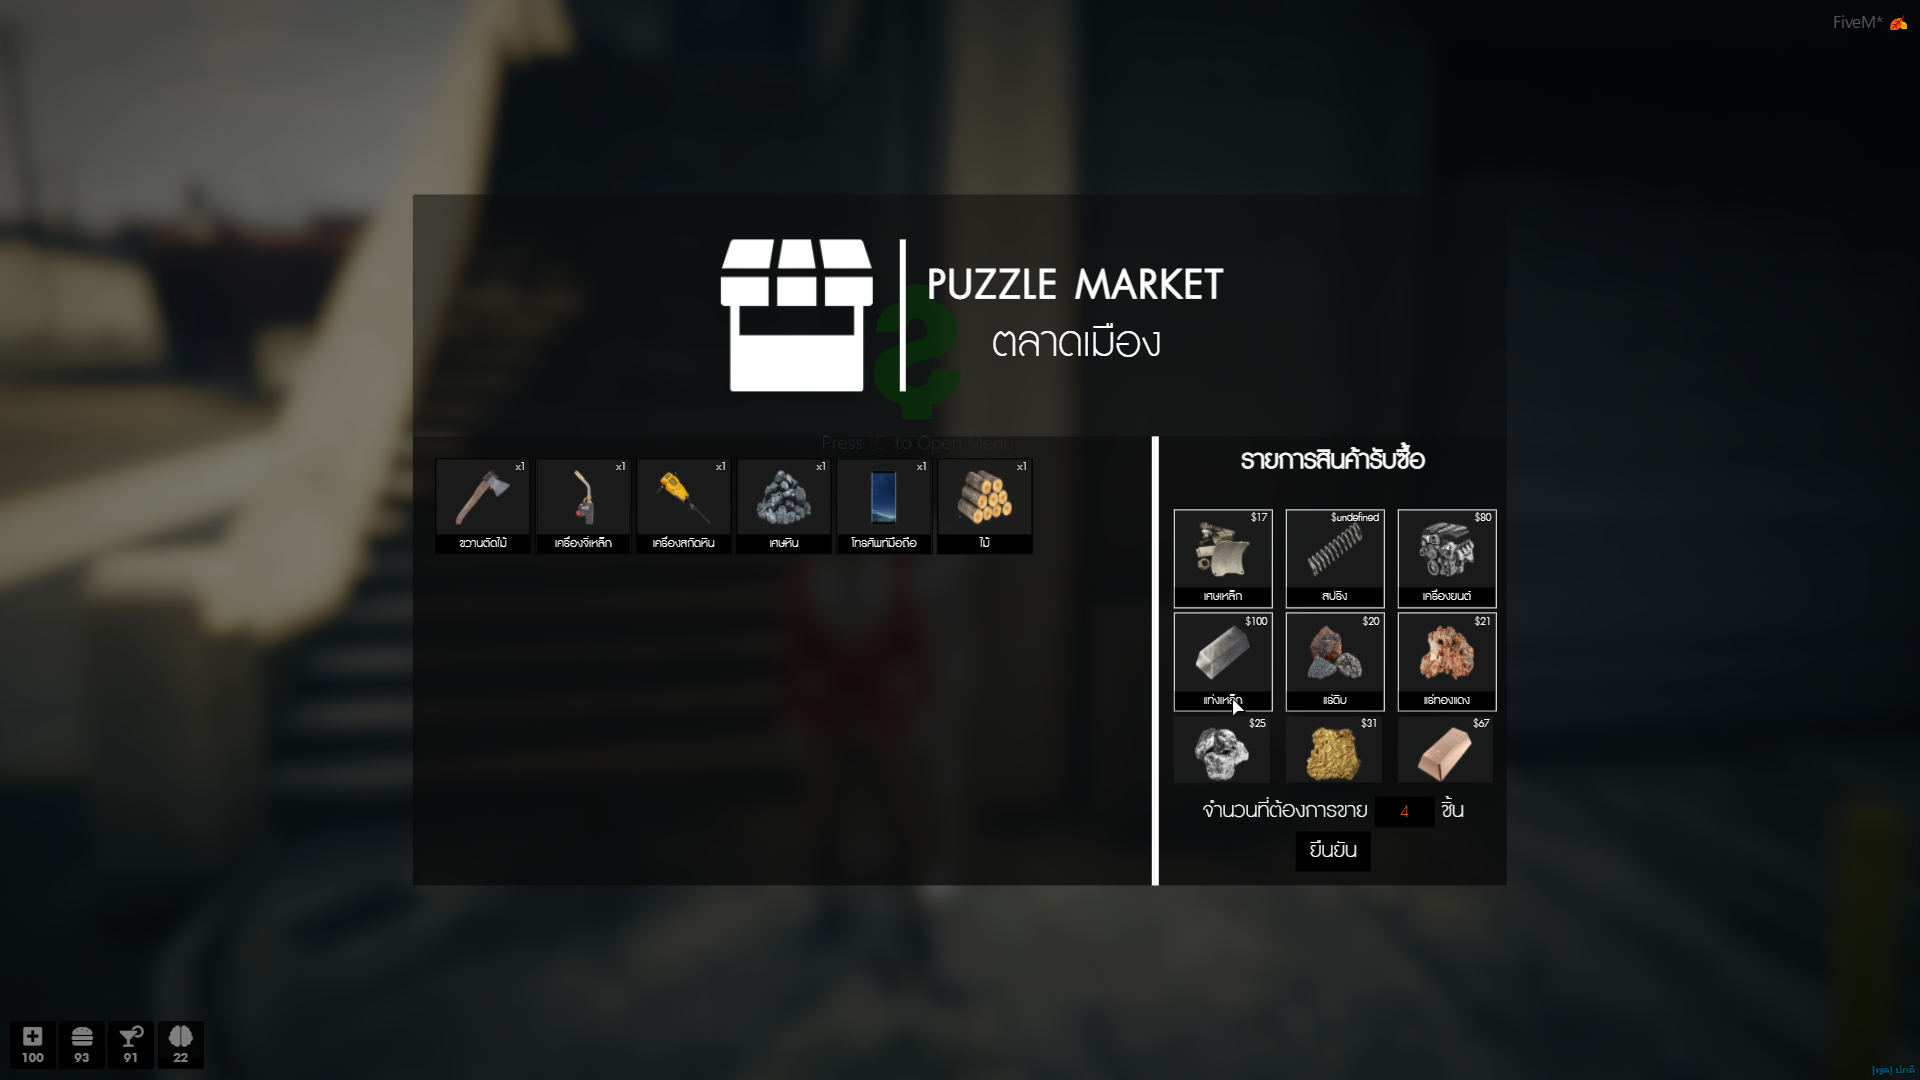 FiveM*
PUZZLE MARKET
ตลาดเมือง
Press E to Open Menu
รายการสินค้ารับซื้อ
x1 x1 x1 x1 x1 x1
ขวานตัดไม้ เครื่องจี่เหล็ก เครื่องสกัดหิน เศษหิน โทรศัพท์มือถือ ไม้
$17 $undefined $80
เศษเหล็ก สปริง เครื่องยนต์
$100 $20 $21
แท่งเหล็ก แร่ดิบ แร่ทองแดง
$25 $31 $67
จำนวนที่ต้องการขาย 4 ชิ้น
ยืนยัน
100 93 91 22
[พูด] ปกติ